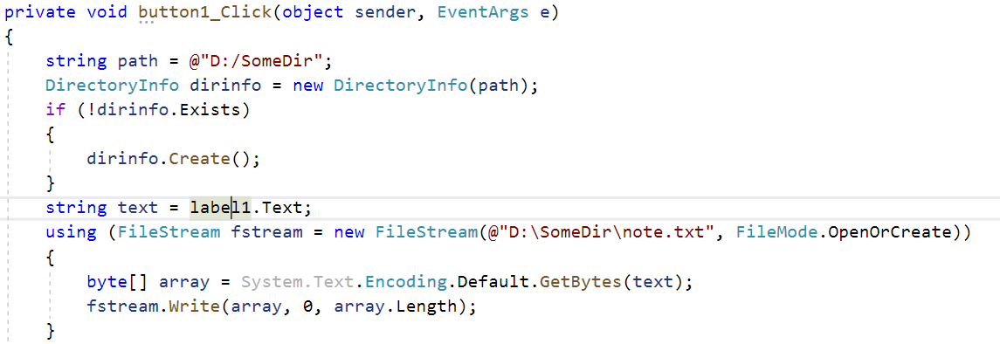 private void button1_Click(object sender, EventArgs e)
{
string path = @"D:/SomeDir";
DirectoryInfo dirinfo = new DirectoryInfo(path);
if (!dirinfo.Exists)
{
dirinfo.Create();
}
string text = label1.Text;
using (FileStream fstream = new FileStream(@"D:\SomeDir\note.txt", FileMode.OpenOrCreate))
{
byte[] array = System.Text.Encoding.Default.GetBytes(text);
fstream.Write(array, 0, array.Length);
}